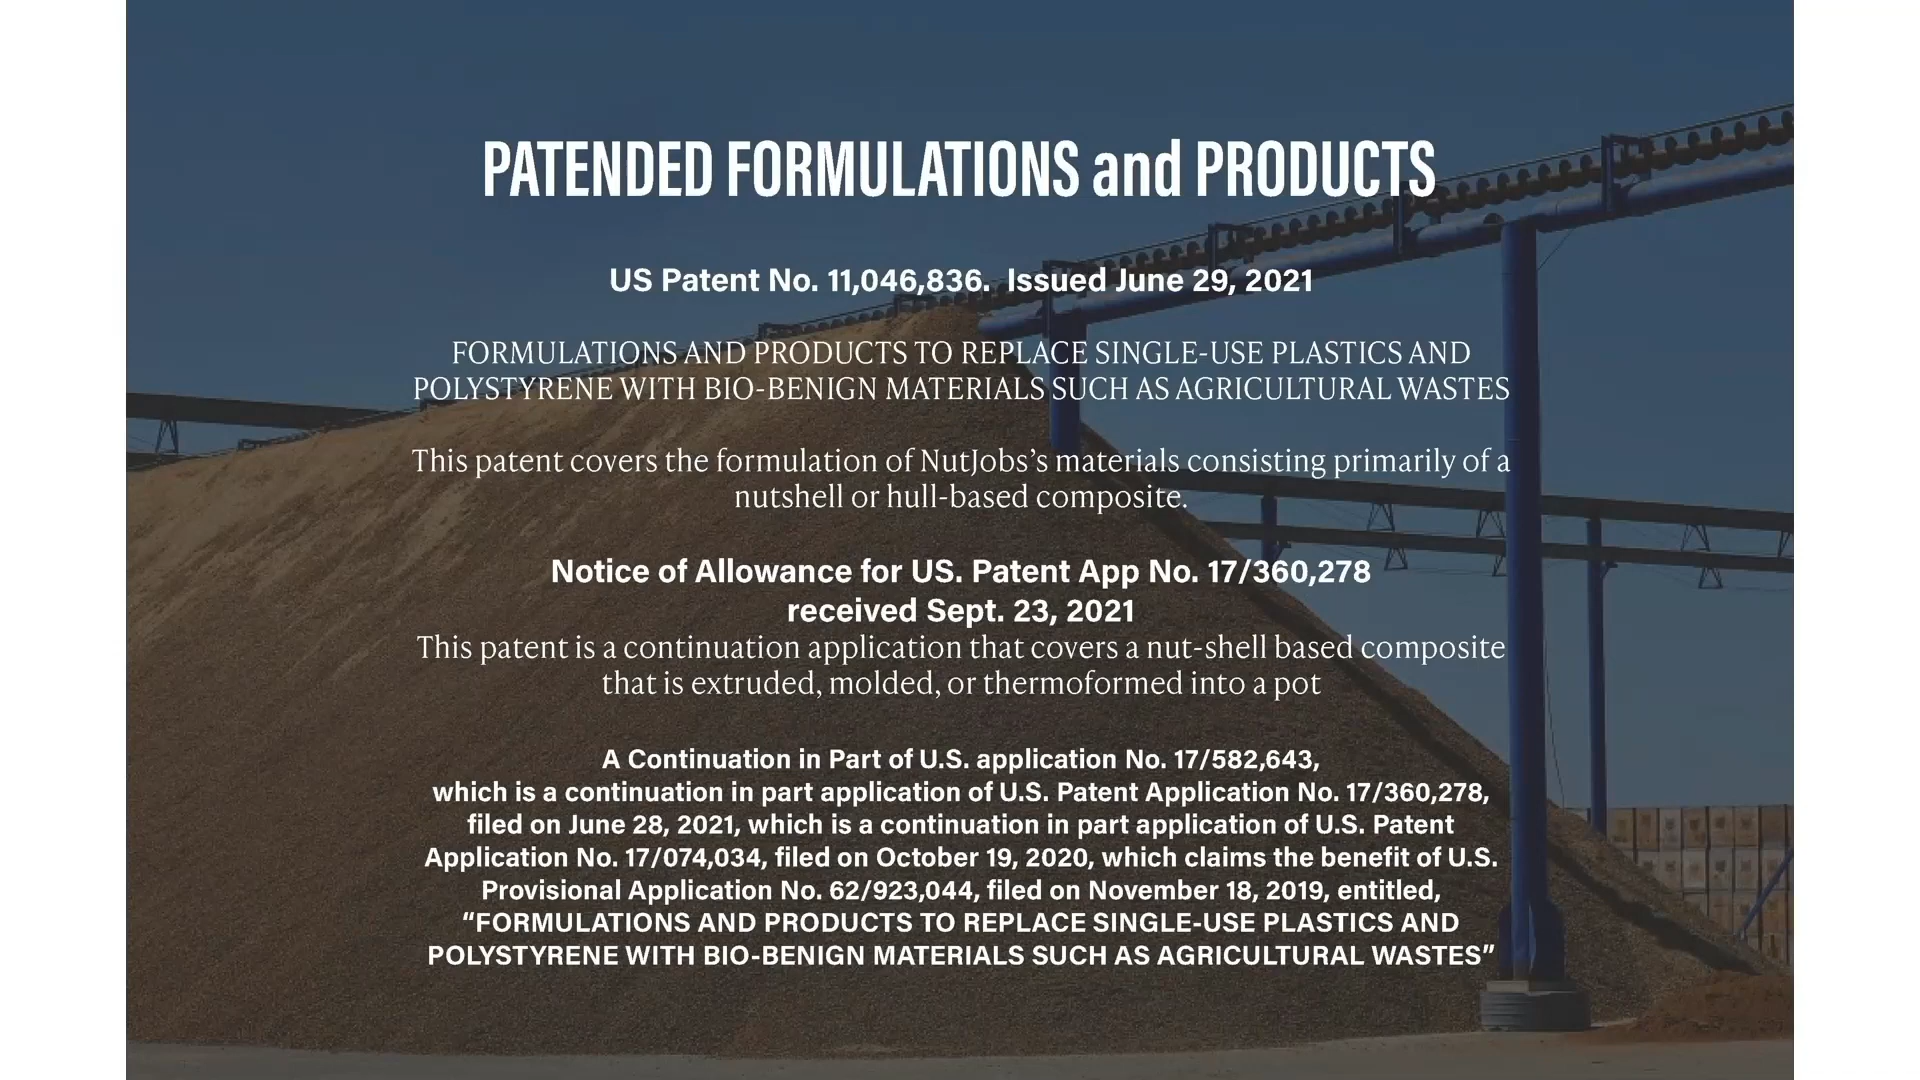 PATENDED FORMULATIONS and PRODUCTS
US Patent No. 11,046,836. Issued June 29, 2021
FORMULATIONS AND PRODUCTS TO REPLACE SINGLE-USE PLASTICS AND
POLYSTYRENE WITH BIO-BENIGN MATERIALS SUCH AS AGRICULTURAL WASTES
This patent covers the formulation of NutJobs’s materials consisting primarily of a
nutshell or hull-based composite.
Notice of Allowance for US. Patent App No. 17/360,278
received Sept. 23, 2021
This patent is a continuation application that covers a nut-shell based composite
that is extruded, molded, or thermoformed into a pot
A Continuation in Part of U.S. application No. 17/582,643,
which is a continuation in part application of U.S. Patent Application No. 17/360,278,
filed on June 28, 2021, which is a continuation in part application of U.S. Patent
Application No. 17/074,034, filed on October 19, 2020, which claims the benefit of U.S.
Provisional Application No. 62/923,044, filed on November 18, 2019, entitled,
“FORMULATIONS AND PRODUCTS TO REPLACE SINGLE-USE PLASTICS AND
POLYSTYRENE WITH BIO-BENIGN MATERIALS SUCH AS AGRICULTURAL WASTES”